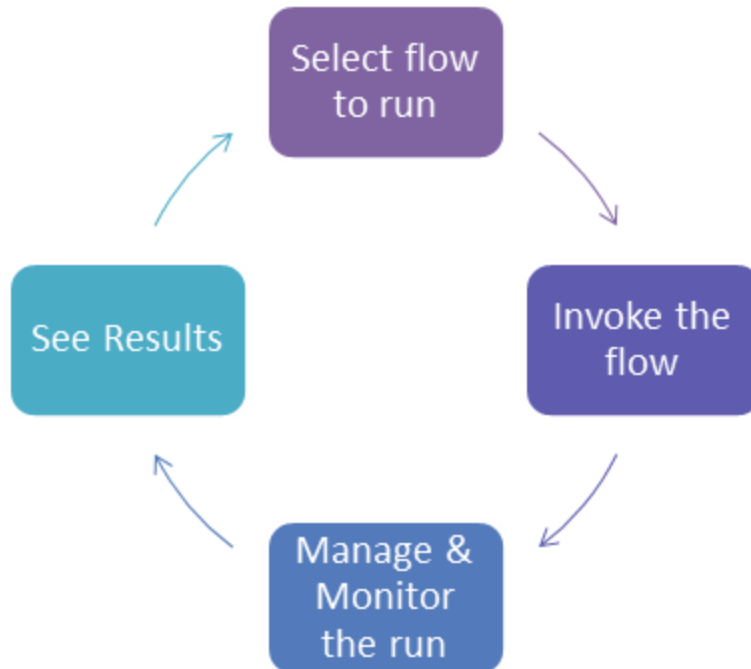 Select flow
to run
Invoke the
flow
Manage &
Monitor
the run
See Results